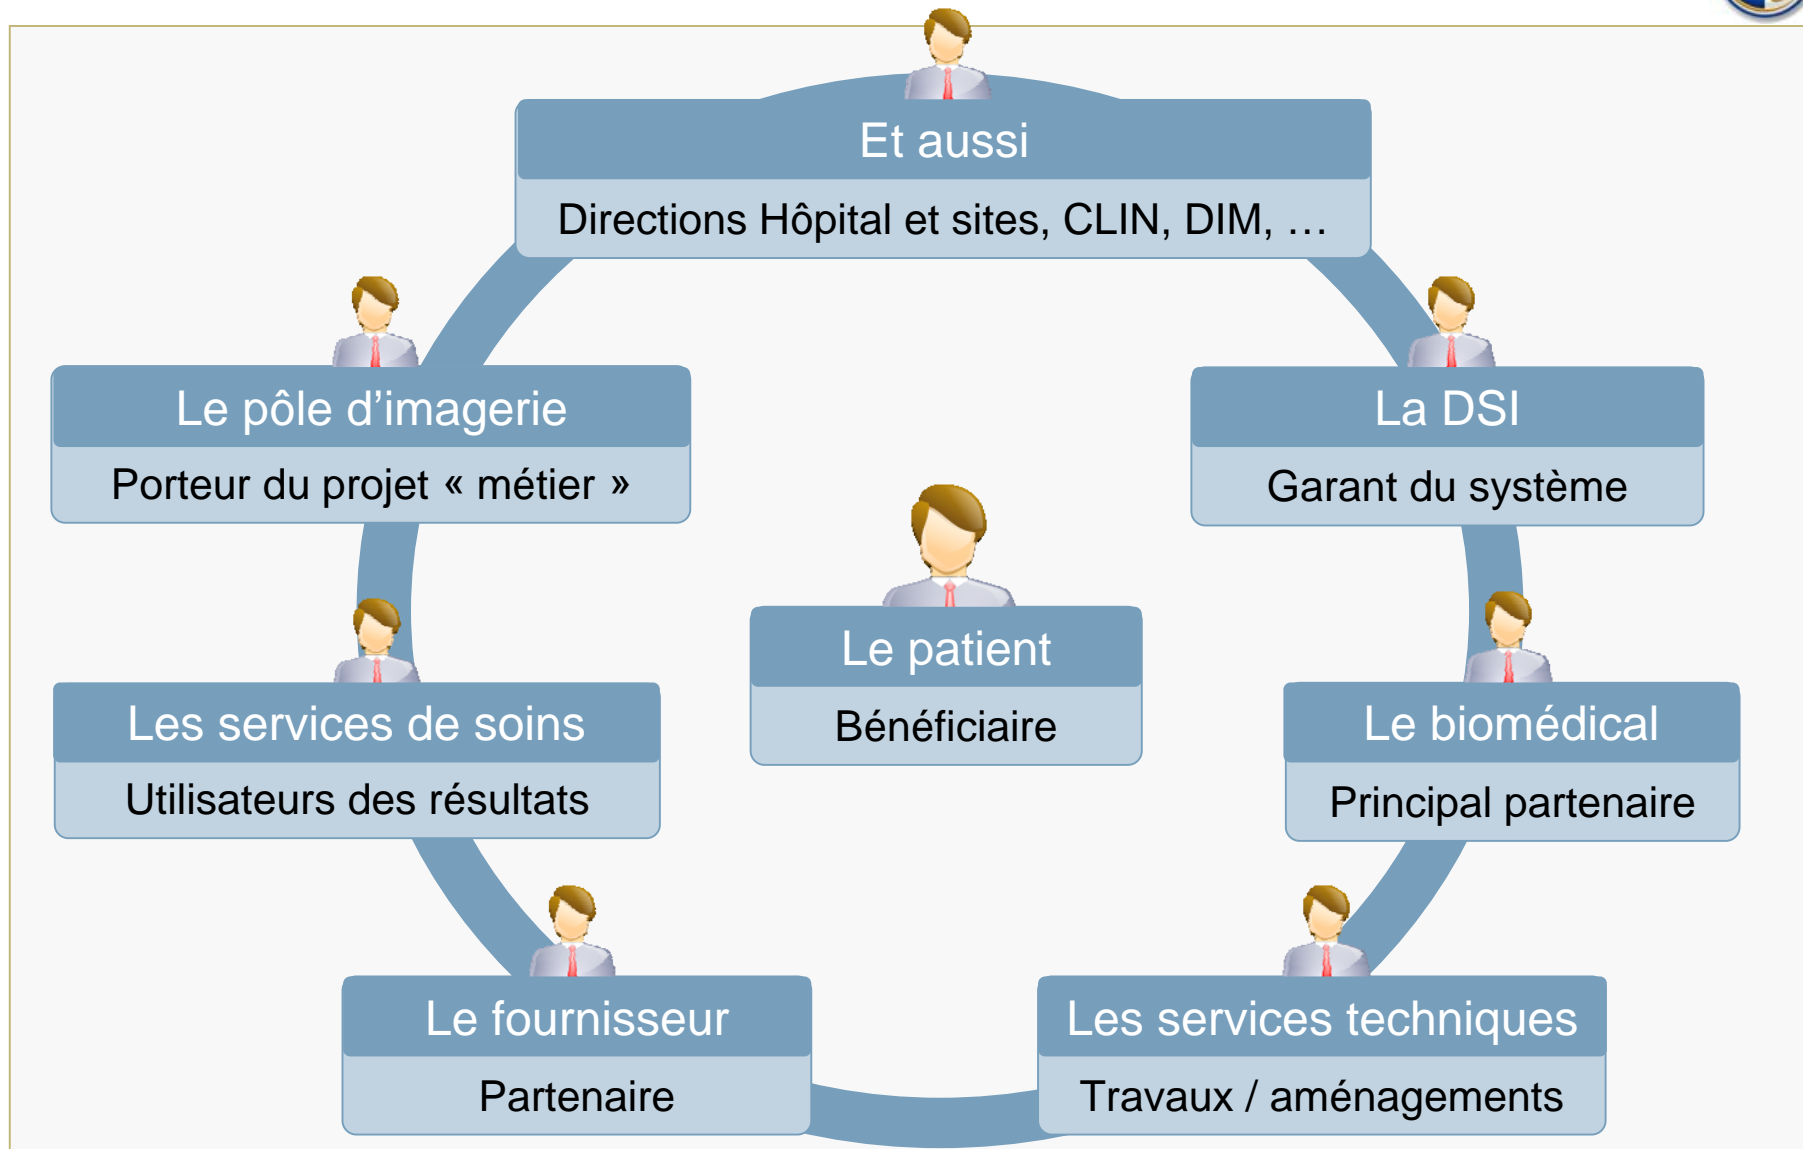 Et aussi
Directions Hôpital et sites, CLIN, DIM, …
Le pôle d’imagerie
Porteur du projet « métier »
La DSI
Garant du système
Le patient
Bénéficiaire
Les services de soins
Utilisateurs des résultats
Le biomédical
Principal partenaire
Le fournisseur
Partenaire
Les services techniques
Travaux / aménagements